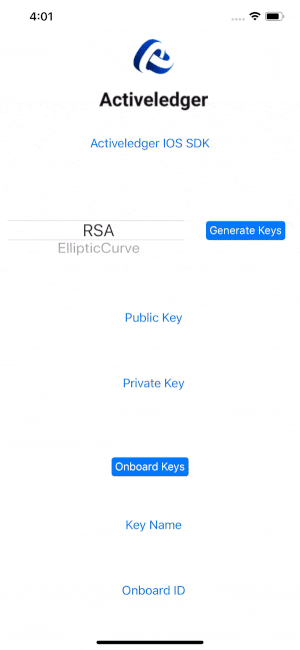 4:01
Activeledger
Activeledger IOS SDK
RSA
Generate Keys
EllipticCurve
Public Key
Private Key
Onboard Keys
Key Name
Onboard ID